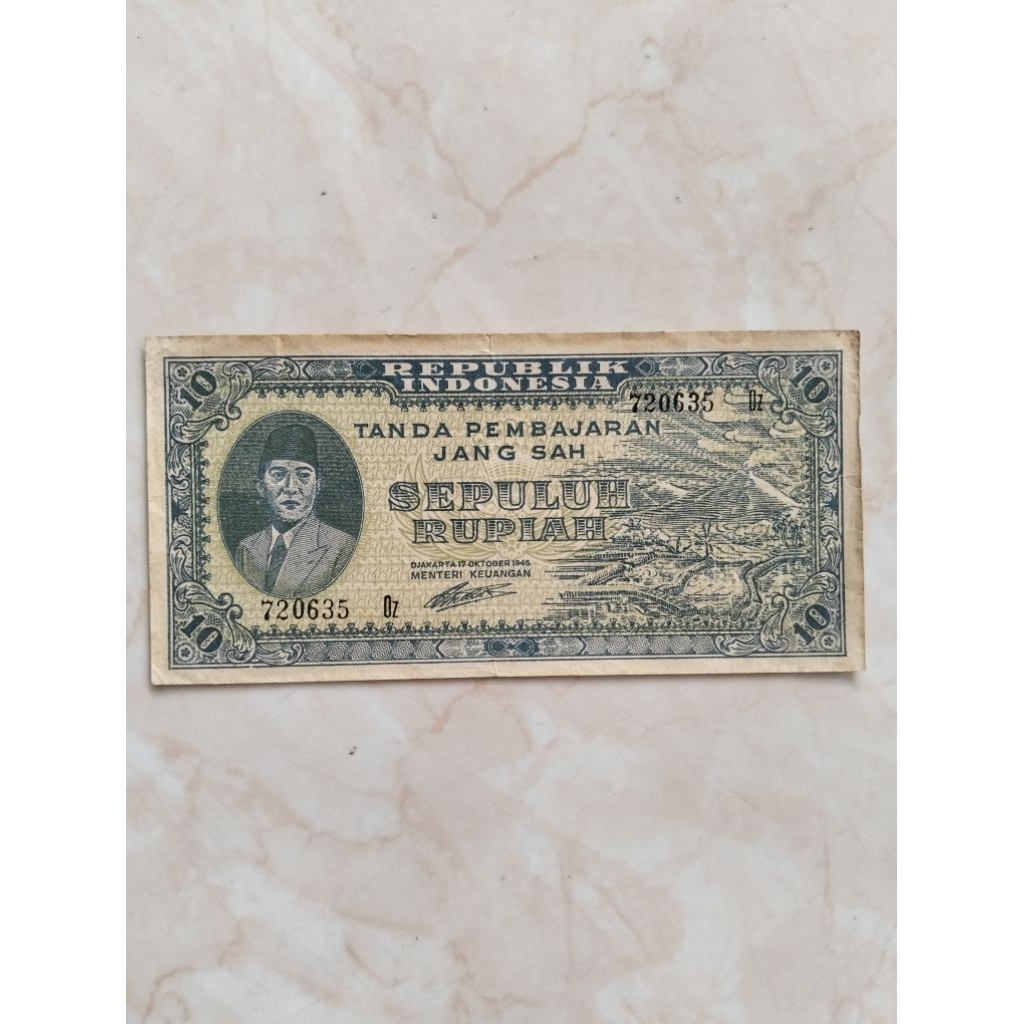 10
REPUBLIK
INDONESIA
10
720635 Oz
TANDA PEMBAJARAN
JANG SAH
SEPULUH
RUPIAH
DJAKARTA 17 OKTOBER 1945
MENTERI KEUANGAN
720635 Oz
10
10